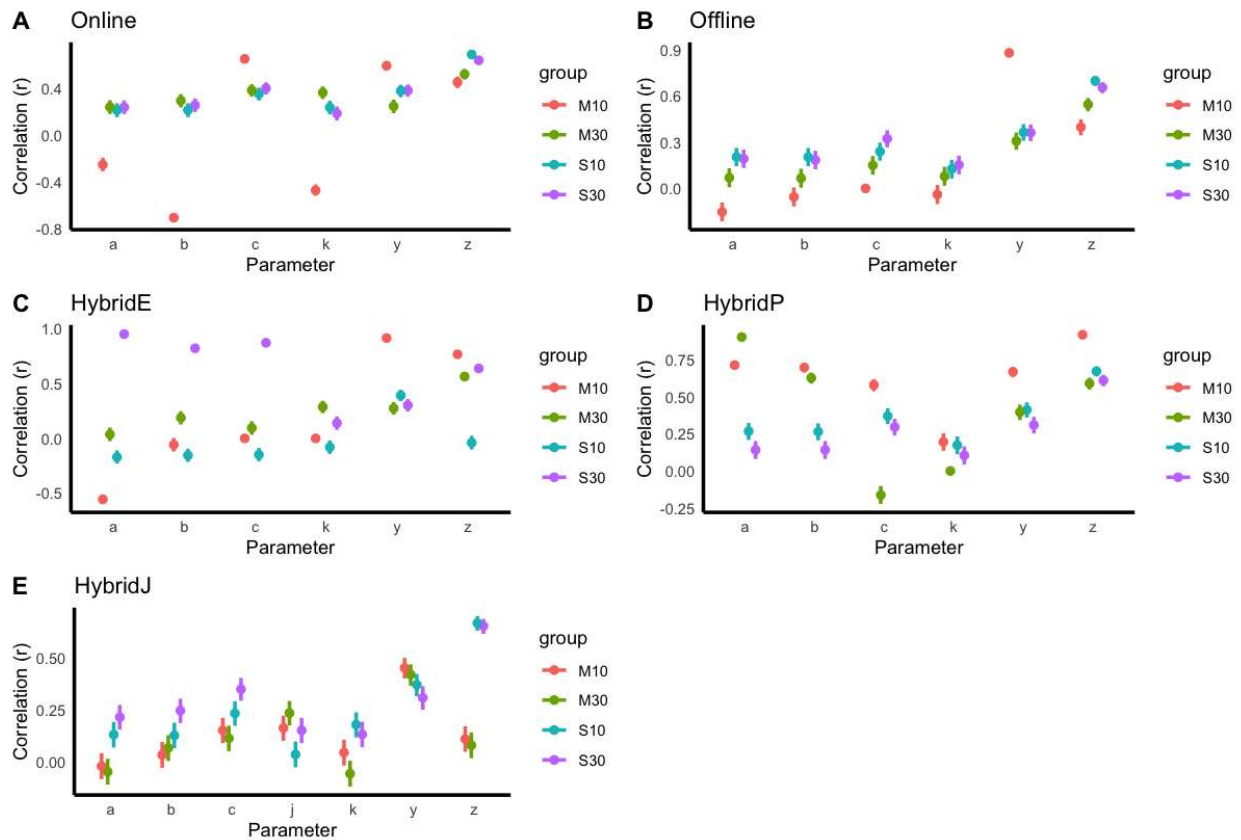 A Online
Correlation (r)
0.4
0.0
-0.4
-0.8
a b c k y z
Parameter
group
M10
M30
S10
S30
B Offline
Correlation (r)
0.9
0.6
0.3
0.0
a b c k y z
Parameter
group
M10
M30
S10
S30
C HybridE
Correlation (r)
1.0
0.5
0.0
-0.5
a b c k y z
Parameter
group
M10
M30
S10
S30
D HybridP
Correlation (r)
0.75
0.50
0.25
0.00
-0.25
a b c k y z
Parameter
group
M10
M30
S10
S30
E HybridJ
Correlation (r)
0.50
0.25
0.00
a b c j k y z
Parameter
group
M10
M30
S10
S30